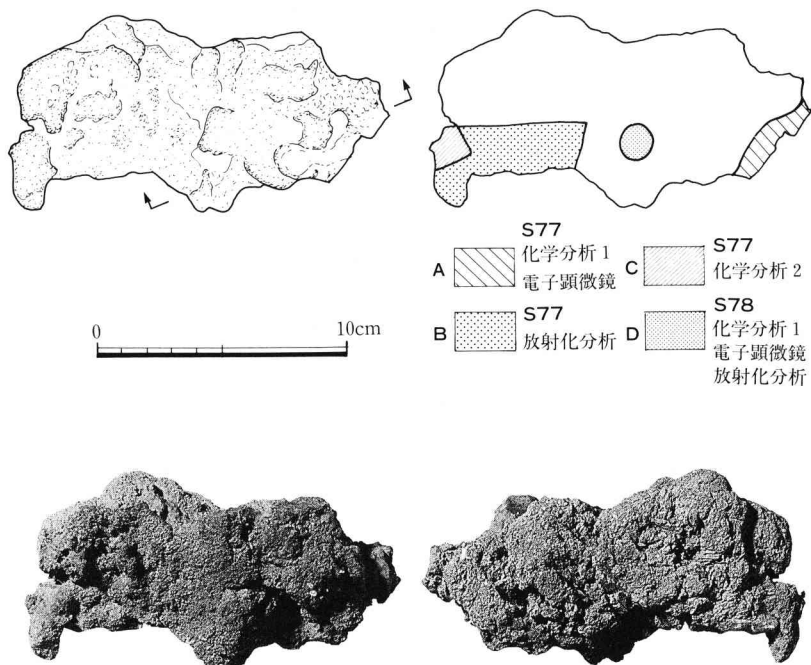 S77
A 化学分析1
電子顕微鏡
S77
C 化学分析2
B S77
放射化分析
S78
D 化学分析1
電子顕微鏡
放射化分析
0 10cm